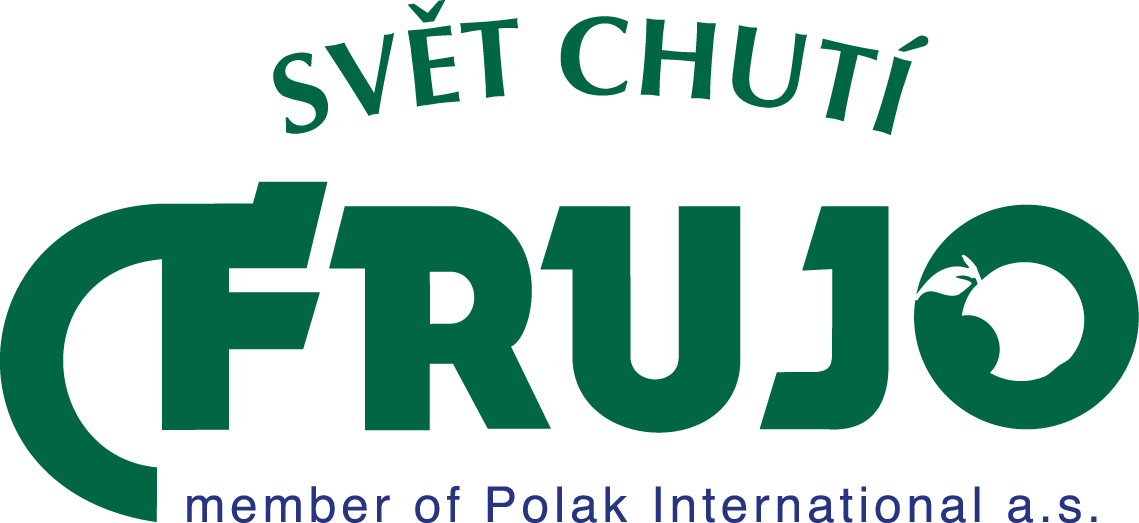 SVĚT CHUTÍ
FRUJO
member of Polak International a.s.